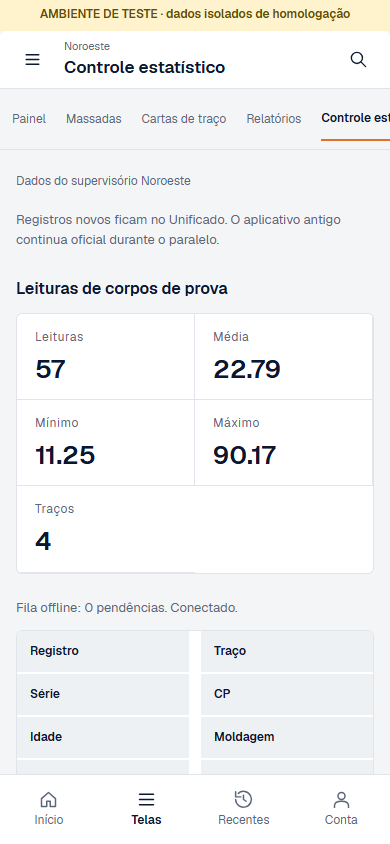 AMBIENTE DE TESTE · dados isolados de homologação
Noroeste
Controle estatístico
Painel Massadas Cartas de traço Relatórios Controle est
Dados do supervisório Noroeste
Registros novos ficam no Unificado. O aplicativo antigo
continua oficial durante o paralelo.
Leituras de corpos de prova
Leituras Média
57 22.79
Mínimo Máximo
11.25 90.17
Traços
4
Fila offline: 0 pendências. Conectado.
Registro Traço
Série CP
Idade Moldagem
Início Telas Recentes Conta